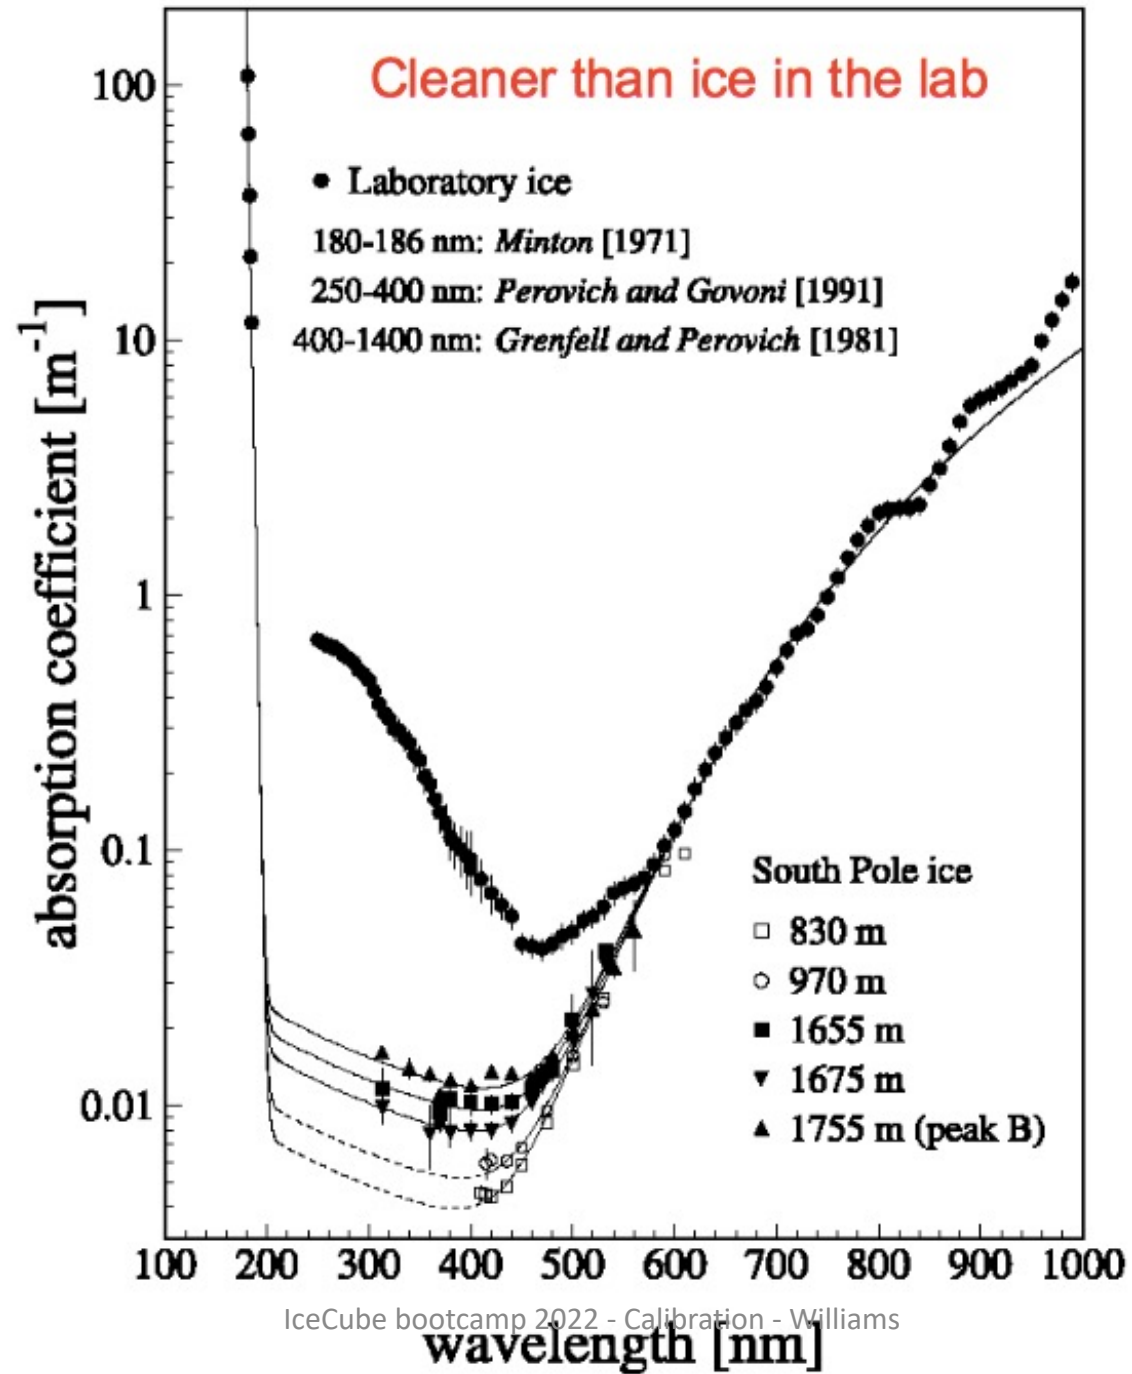 Cleaner than ice in the lab
● Laboratory ice
180-186 nm: Minton [1971]
250-400 nm: Perovich and Govoni [1991]
400-1400 nm: Grenfell and Perovich [1981]
absorption coefficient [m⁻¹]
100
10
1
0.1
0.01
South Pole ice
□ 830 m
○ 970 m
■ 1655 m
▼ 1675 m
▲ 1755 m (peak B)
100 200 300 400 500 600 700 800 900 1000
IceCube bootcamp 2022 - Calibration - Williams
wavelength [nm]